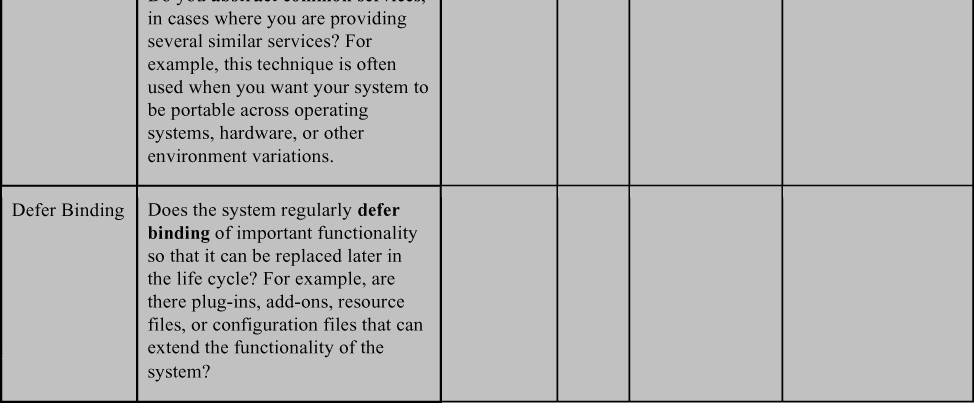 Do you abstract common services,
in cases where you are providing
several similar services? For
example, this technique is often
used when you want your system to
be portable across operating
systems, hardware, or other
environment variations.
Defer Binding
Does the system regularly defer
binding of important functionality
so that it can be replaced later in
the life cycle? For example, are
there plug-ins, add-ons, resource
files, or configuration files that can
extend the functionality of the
system?